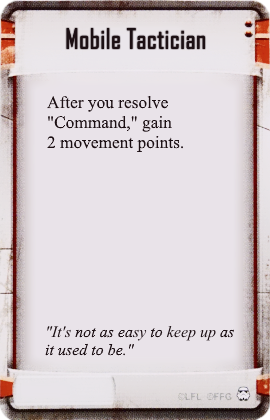 Mobile Tactician
After you resolve
"Command," gain
2 movement points.
"It's not as easy to keep up as
it used to be."
©LFL ©FFG